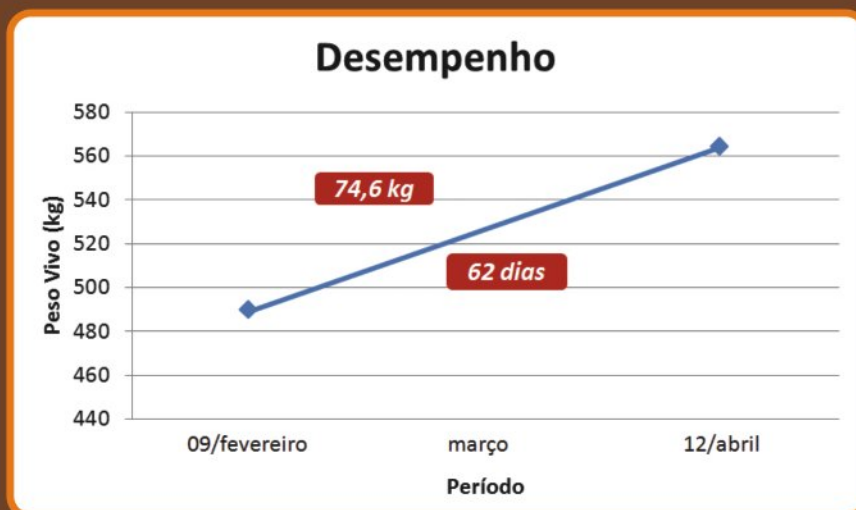 Desempenho
580
560
540
520
500
480
460
440
Peso Vivo (kg)
74,6 kg
62 dias
09/fevereiro março 12/abril
Período